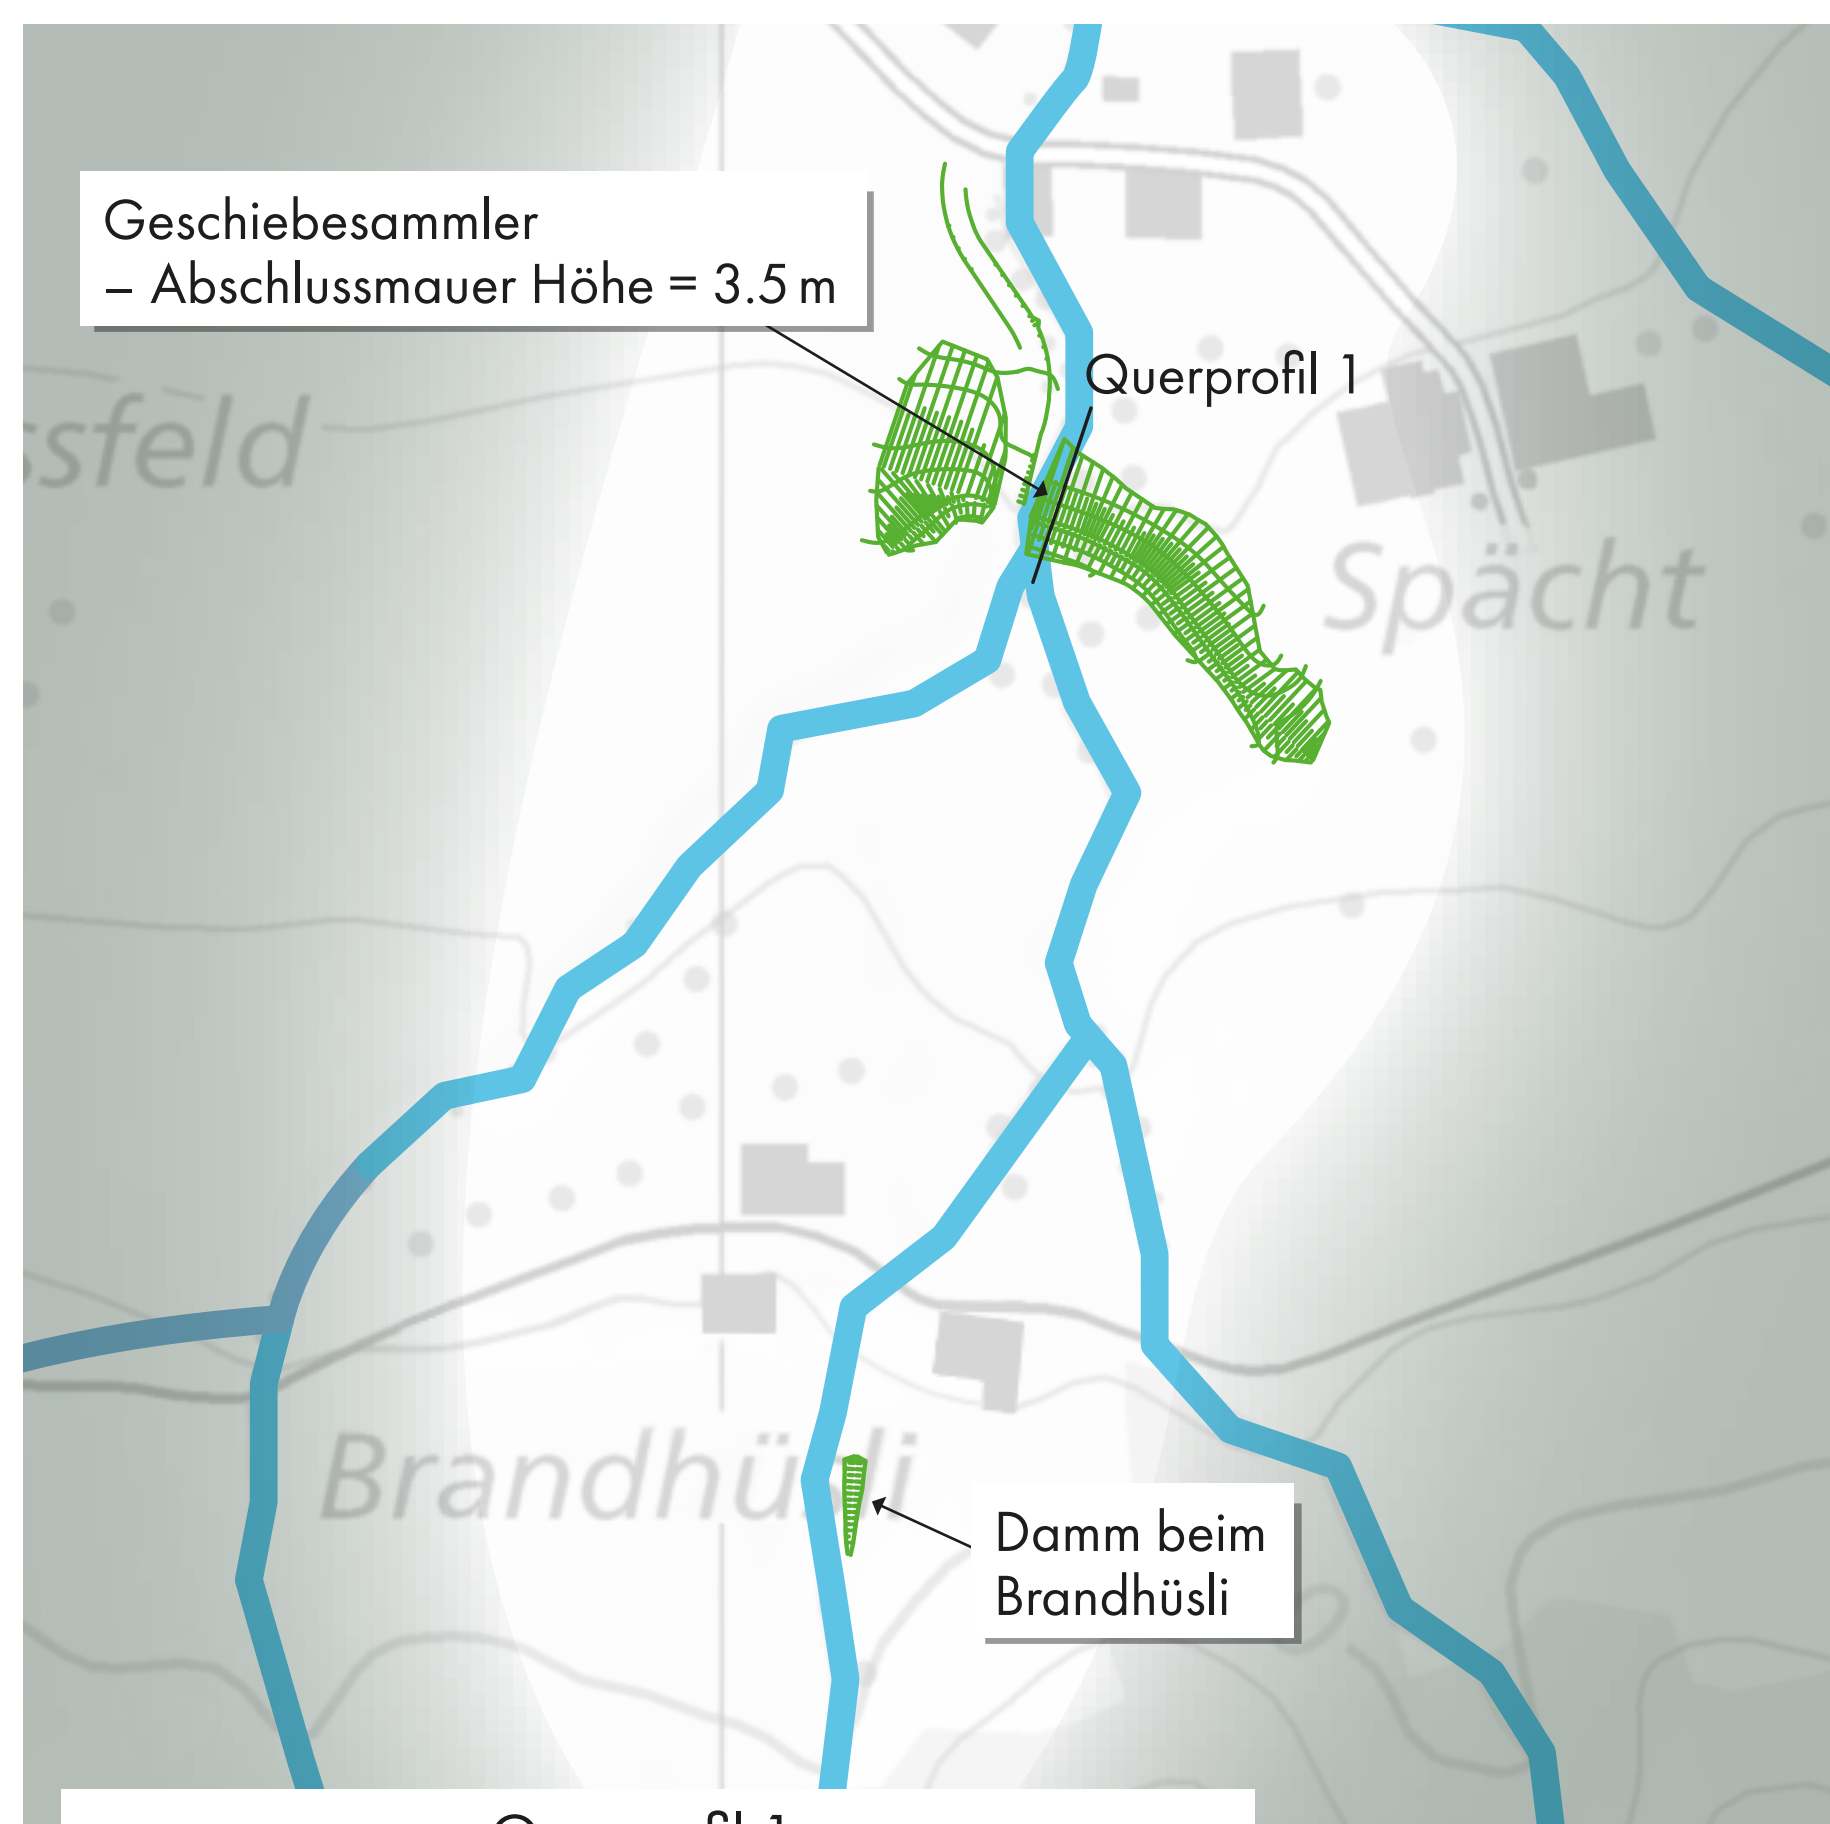 Geschiebesammler
– Abschlussmauer Höhe = 3.5 m
Querprofil 1
ssfeld
Spächt
Brandhüsli
Damm beim
Brandhüsli